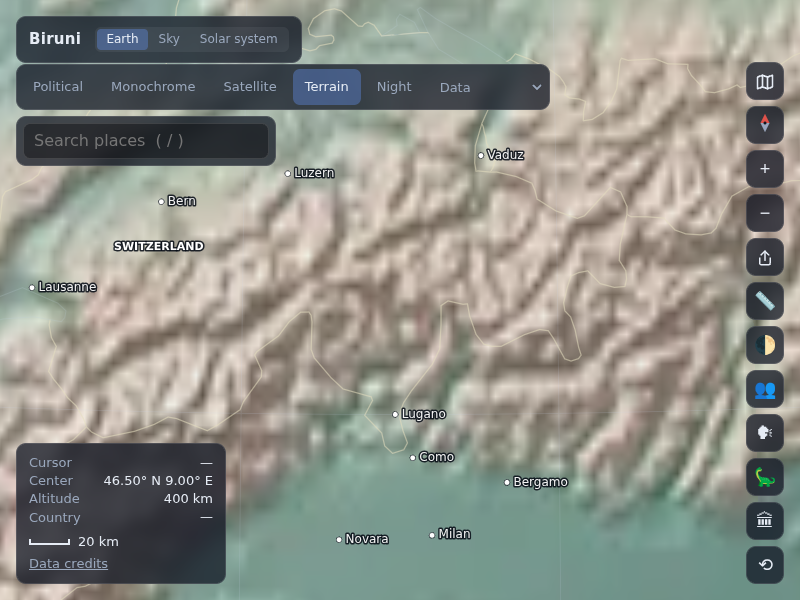 Biruni Earth Sky Solar system
Political Monochrome Satellite Terrain Night Data
Search places ( / )
Vaduz
Luzern
Bern
SWITZERLAND
Lausanne
Lugano
Como
Bergamo
Milan
Novara
Cursor —
Center 46.50° N 9.00° E
Altitude 400 km
Country —
20 km
Data credits